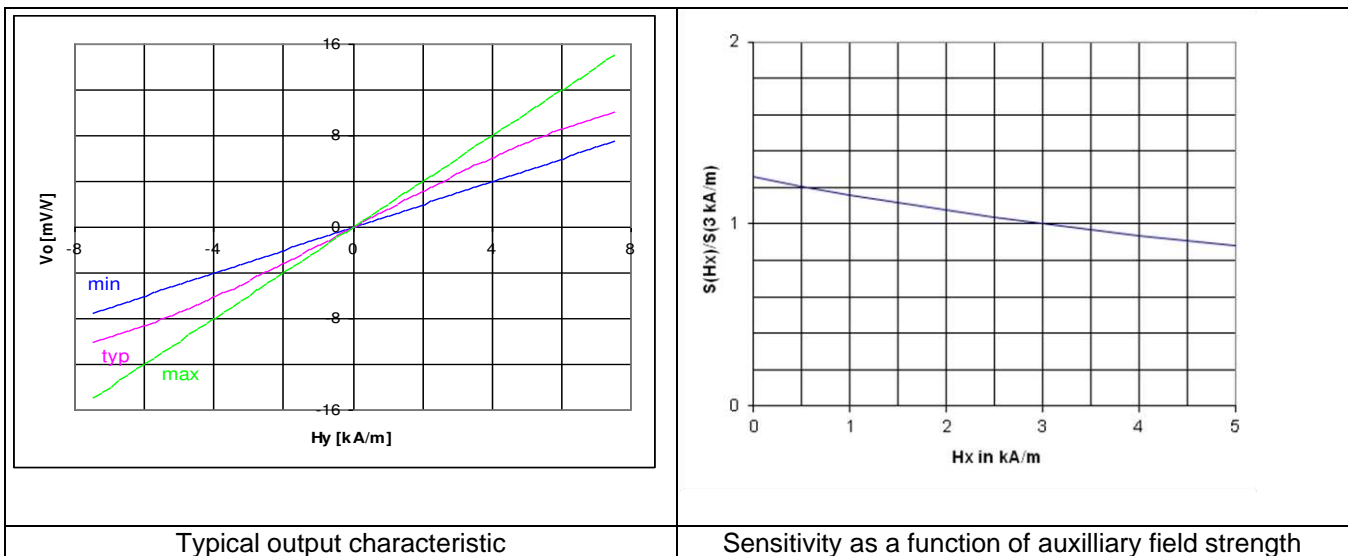 16
8
0
-8
-16
-8
-4
0
4
8
Vo [mV/V]
Hy [kA/m]
min
typ
max
2
1
0
0
1
2
3
4
5
S(Hx)/S(3 kA/m)
Hx in kA/m
Typical output characteristic
Sensitivity as a function of auxilliary field strength